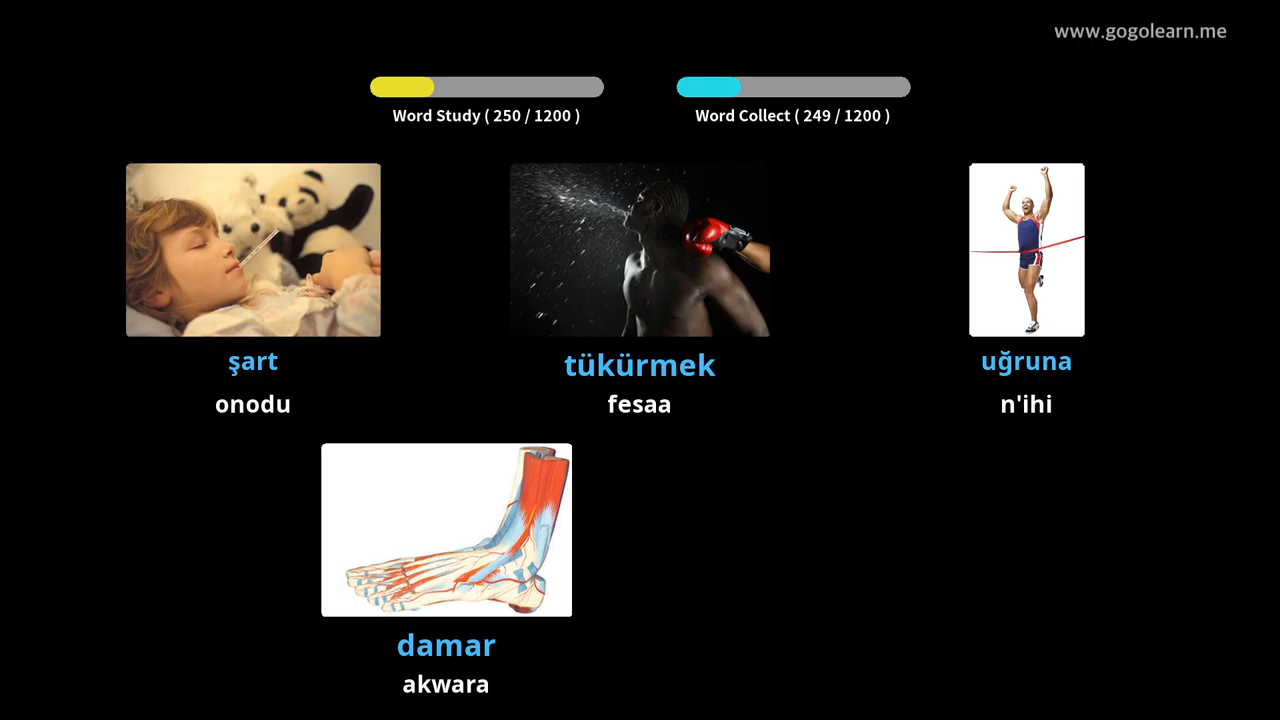 www.gogolearn.me
Word Study ( 250 / 1200 )
Word Collect ( 249 / 1200 )
şart
tükürmek
uğruna
onodu
fesaa
n'ihi
damar
akwara